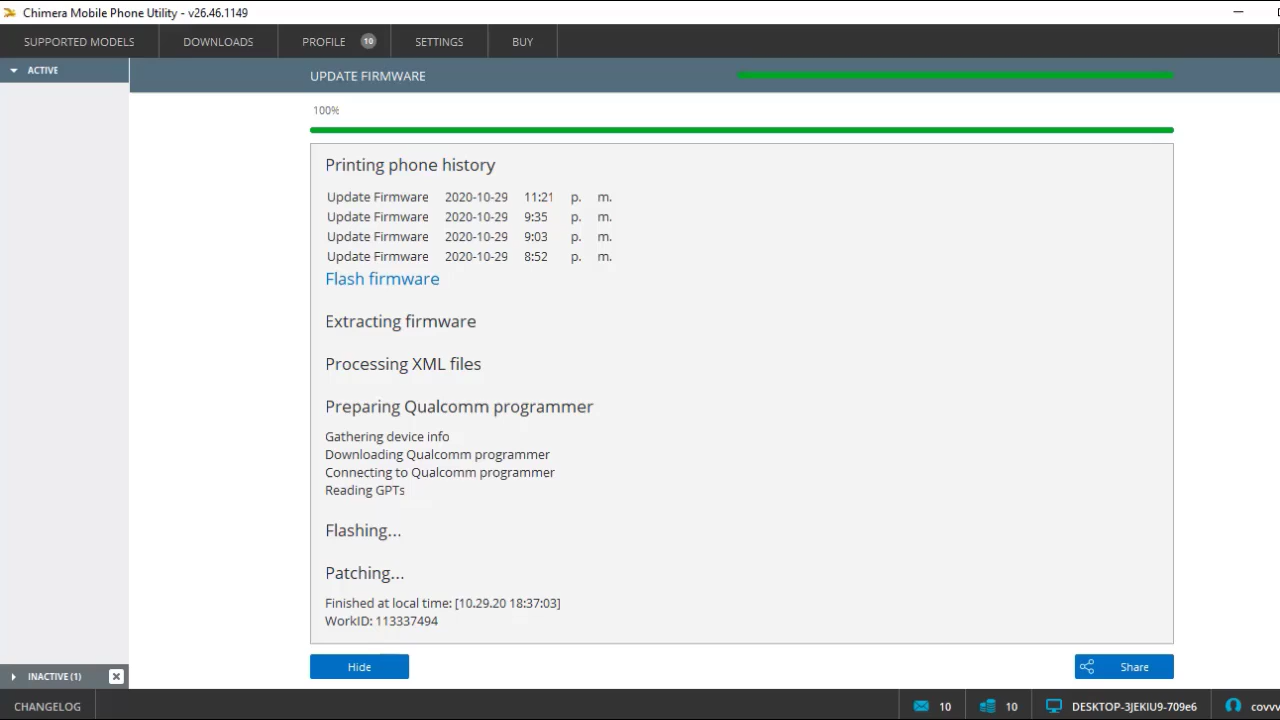 Chimera Mobile Phone Utility - v26.46.1149
SUPPORTED MODELS DOWNLOADS PROFILE 10 SETTINGS BUY
ACTIVE
UPDATE FIRMWARE
100%
Printing phone history
Update Firmware 2020-10-29 11:21 p. m.
Update Firmware 2020-10-29 9:35 p. m.
Update Firmware 2020-10-29 9:03 p. m.
Update Firmware 2020-10-29 8:52 p. m.
Flash firmware
Extracting firmware
Processing XML files
Preparing Qualcomm programmer
Gathering device info
Downloading Qualcomm programmer
Connecting to Qualcomm programmer
Reading GPTs
Flashing...
Patching...
Finished at local time: [10.29.20 18:37:03]
WorkID: 113337494
Hide Share
INACTIVE (1)
CHANGELOG 10 10 DESKTOP-3JEKIU9-709e6